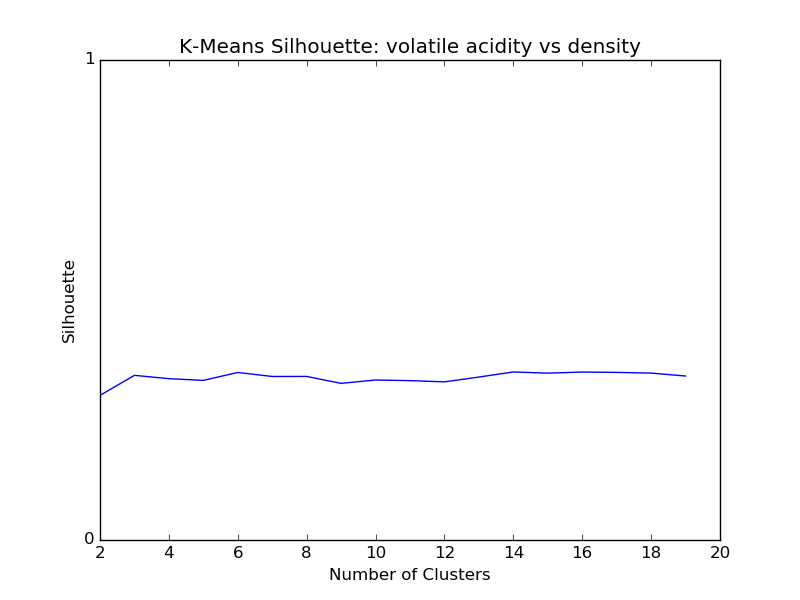 K-Means Silhouette: volatile acidity vs density
1
Silhouette
0
2 4 6 8 10 12 14 16 18 20
Number of Clusters